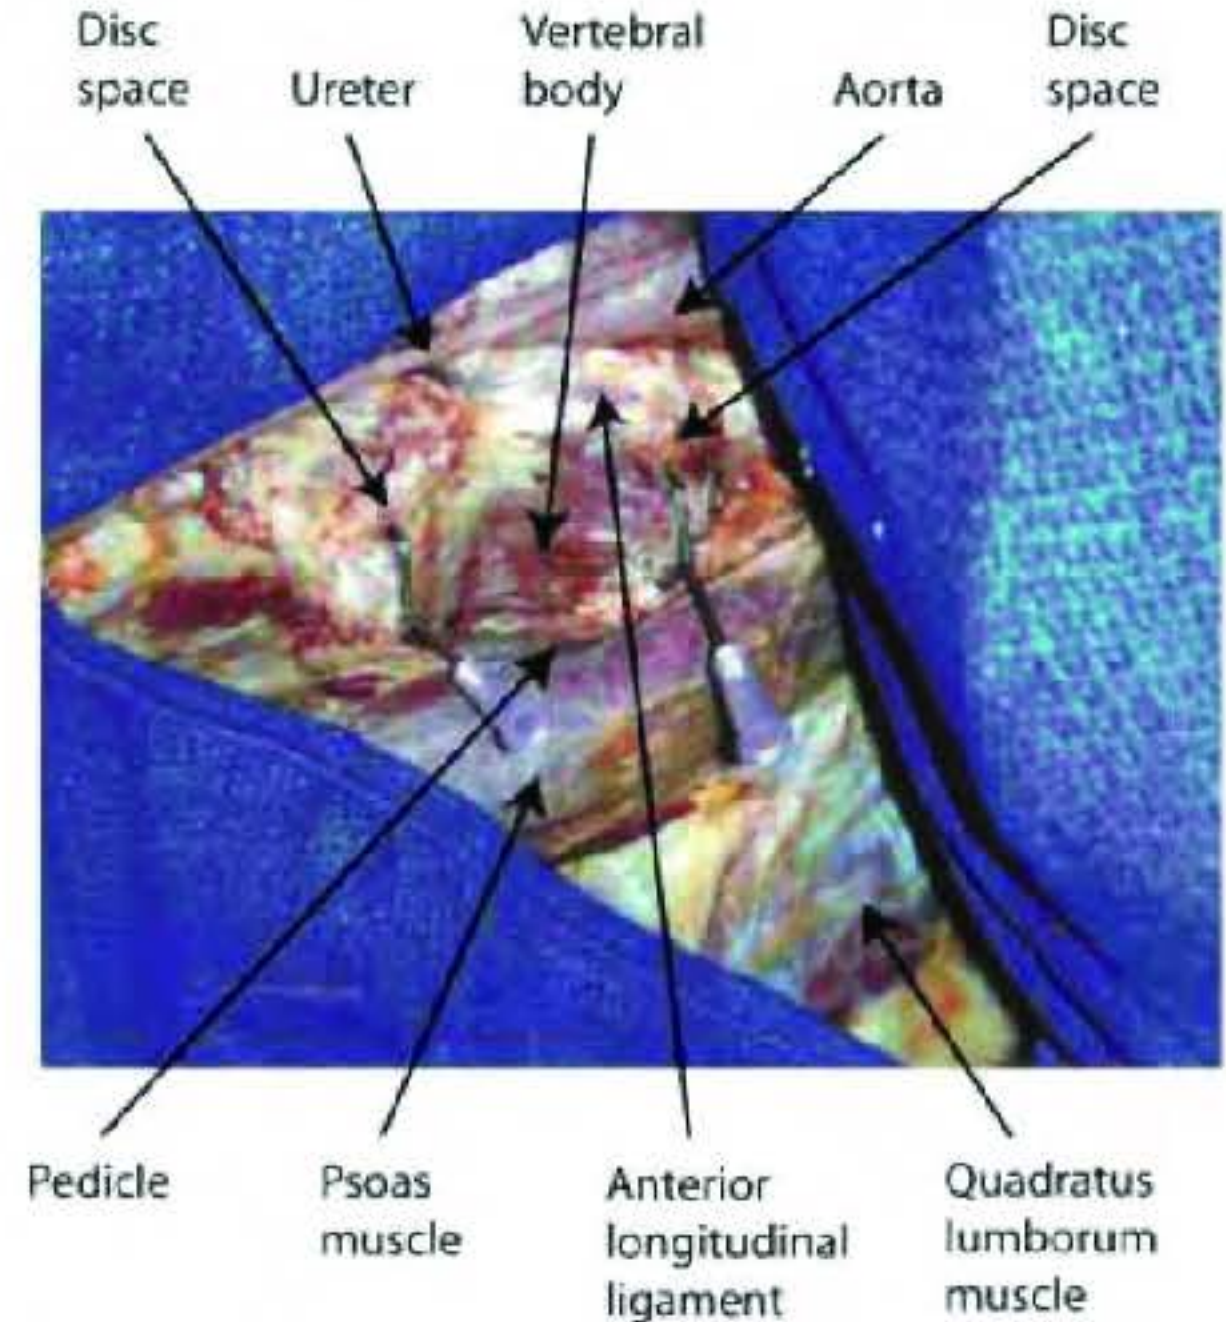 Disc
space
Ureter
Vertebral
body
Aorta
Disc
space
Pedicle
Psoas
muscle
Anterior
longitudinal
ligament
Quadratus
lumborum
muscle